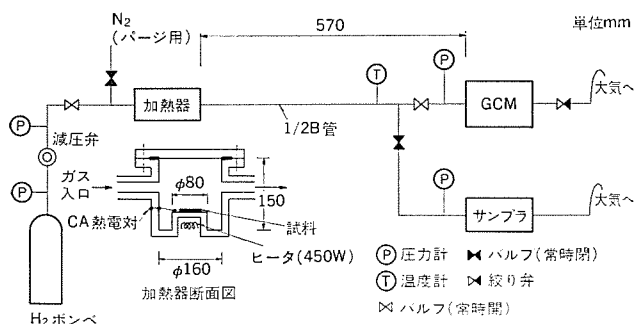 N₂
(パージ用)
570
単位mm
P
T
大気へ
加熱器
GCM
P
減圧弁
1/2B管
ガス
入口
φ80
150
P
P
大気へ
CA熱電対
試料
サンプラ
ヒータ(450W)
φ160
加熱器断面図
H₂ボンベ
P 圧力計
バルブ(常時閉)
T 温度計
絞り弁
バルブ(常時開)